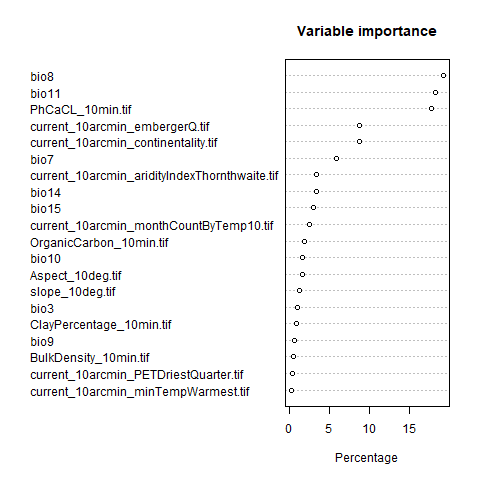 Variable importance
bio8
bio11
PhCaCL_10min.tif
current_10arcmin_embergerQ.tif
current_10arcmin_continentality.tif
bio7
current_10arcmin_aridityIndexThornthwaite.tif
bio14
bio15
current_10arcmin_monthCountByTemp10.tif
OrganicCarbon_10min.tif
bio10
Aspect_10deg.tif
slope_10deg.tif
bio3
ClayPercentage_10min.tif
bio9
BulkDensity_10min.tif
current_10arcmin_PETDriestQuarter.tif
current_10arcmin_minTempWarmest.tif
0 5 10 15
Percentage